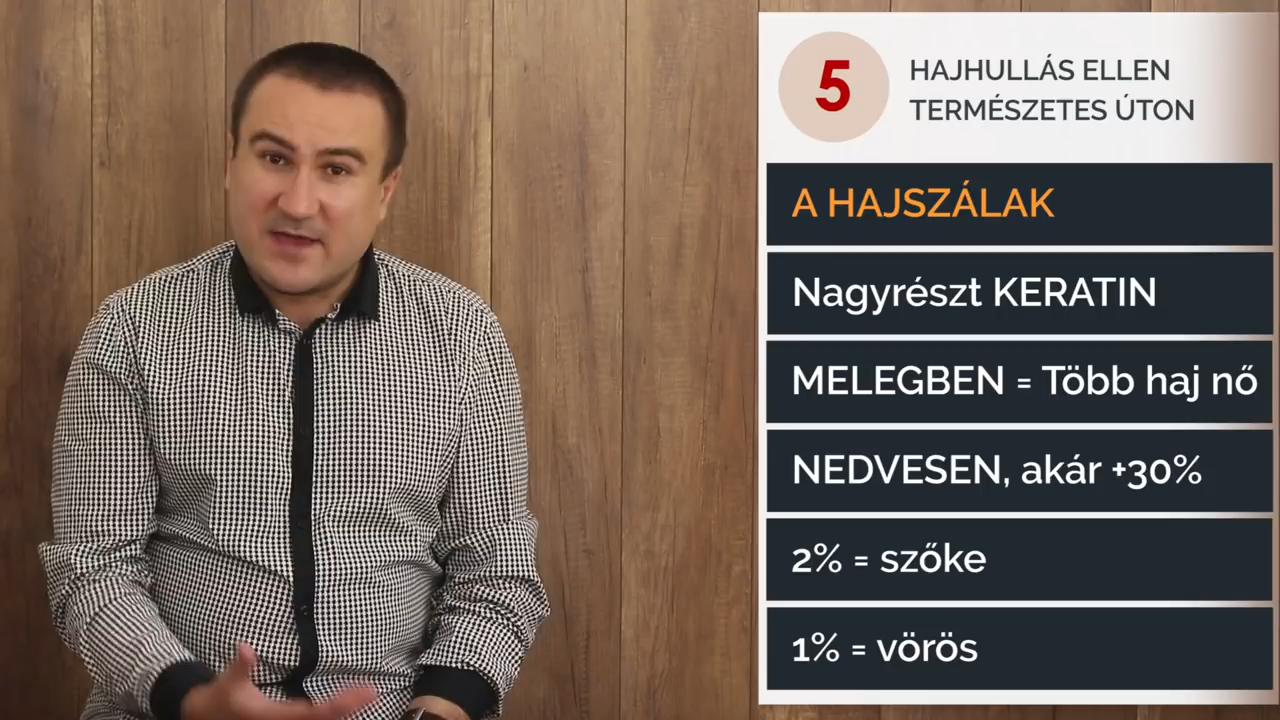 5
HAJHULLÁS ELLEN
TERMÉSZETES ÚTON
A HAJSZÁLAK
Nagyrészt KERATIN
MELEGBEN = Több haj nő
NEDVESEN, akár +30%
2% = szőke
1% = vörös